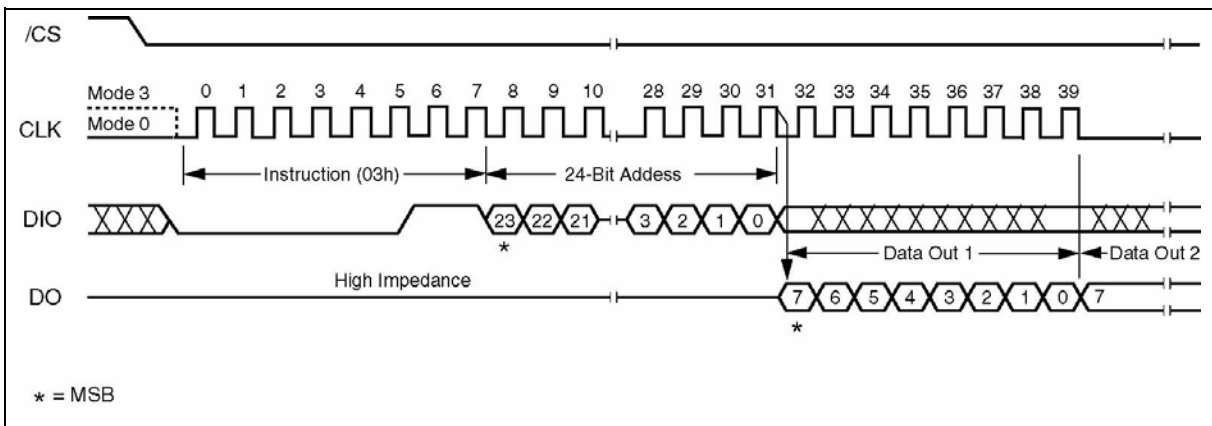 /CS
Mode 3
0 1 2 3 4 5 6 7 8 9 10 28 29 30 31 32 33 34 35 36 37 38 39
CLK
Mode 0
Instruction (03h) 24-Bit Addess
DIO
23 22 21 3 2 1 0
*
Data Out 1 Data Out 2
High Impedance
DO
7 6 5 4 3 2 1 0 7
*
* = MSB